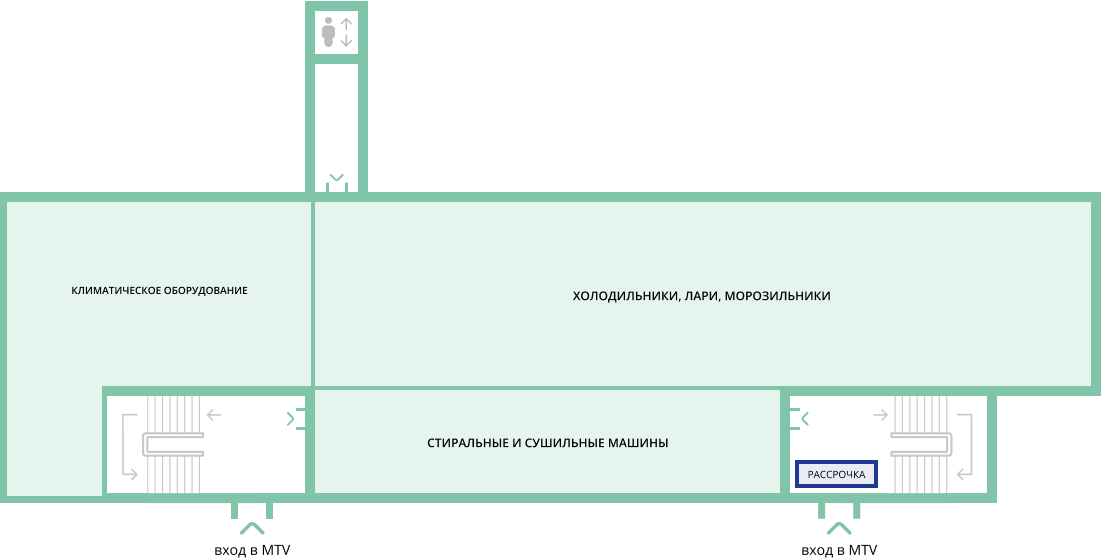 КЛИМАТИЧЕСКОЕ ОБОРУДОВАНИЕ
ХОЛОДИЛЬНИКИ, ЛАРИ, МОРОЗИЛЬНИКИ
СТИРАЛЬНЫЕ И СУШИЛЬНЫЕ МАШИНЫ
РАССРОЧКА
вход в MTV
вход в MTV